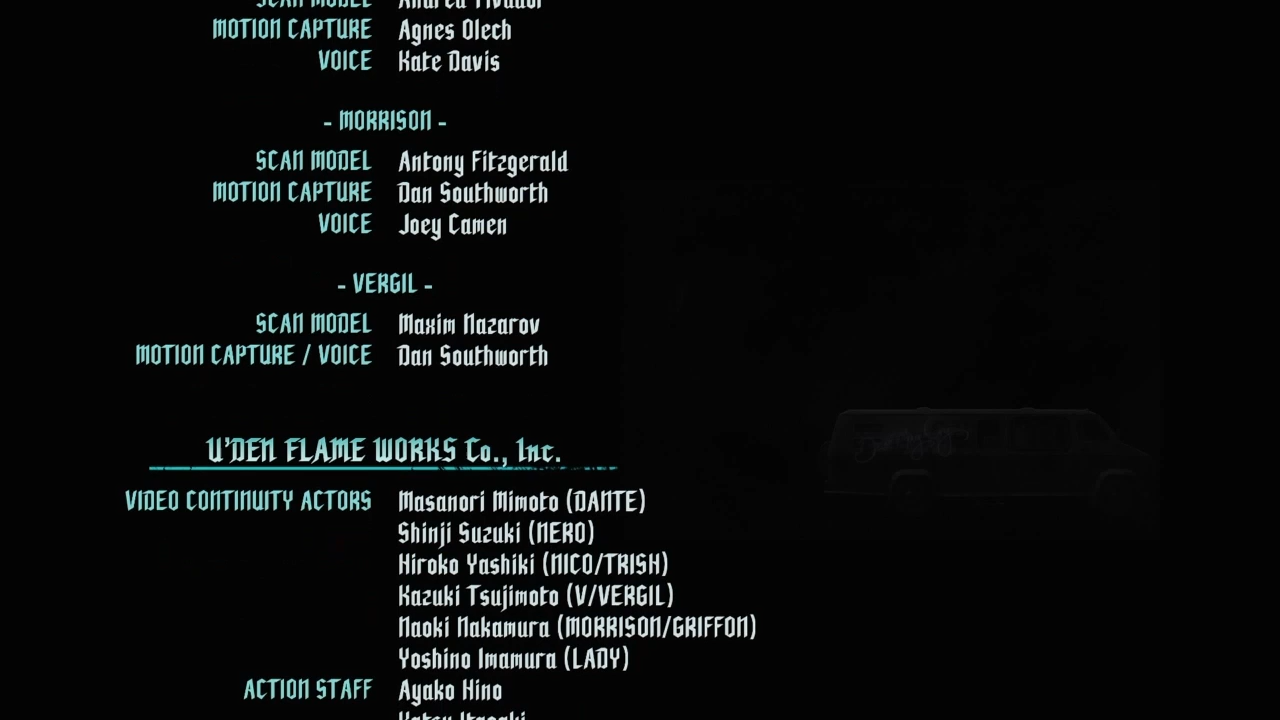 MOTION CAPTURE Agnes Olech
VOICE Kate Davis
- MORRISON -
SCAN MODEL Antony Fitzgerald
MOTION CAPTURE Dan Southworth
VOICE Joey Camen
- VERGIL -
SCAN MODEL Maxim Nazarov
MOTION CAPTURE / VOICE Dan Southworth
U'DEN FLAME WORKS Co., Inc.
VIDEO CONTINUITY ACTORS Masanori Mimoto (DANTE)
Shinji Suzuki (NERO)
Hiroko Yashiki (NICO/TRISH)
Kazuki Tsujimoto (V/VERGIL)
Naoki Nakamura (MORRISON/GRIFFON)
Yoshino Imamura (LADY)
ACTION STAFF Ayako Hino